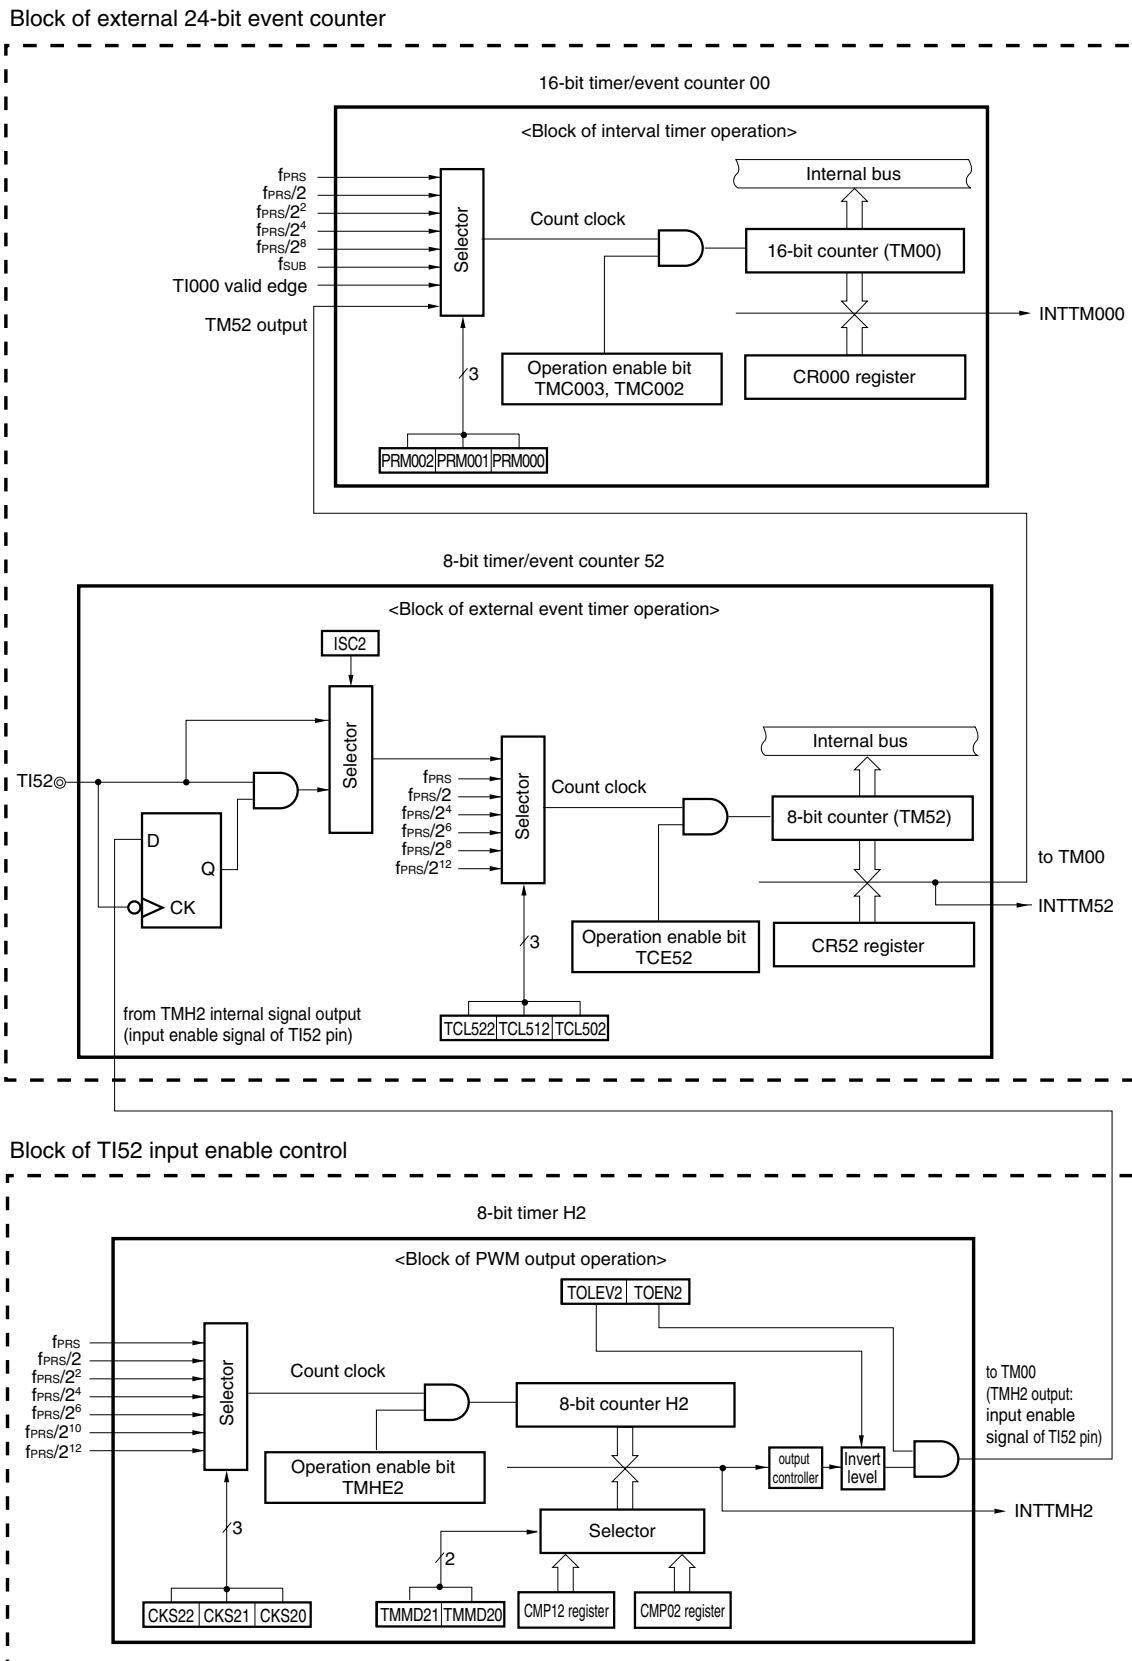 Block of external 24-bit event counter
16-bit timer/event counter 00
<Block of interval timer operation>
Internal bus
fPRS
fPRS/2
fPRS/2²
fPRS/2⁴
fPRS/2⁸
fSUB
TI000 valid edge
TM52 output
Selector
Count clock
16-bit counter (TM00)
INTTM000
3
Operation enable bit
TMC003, TMC002
CR000 register
PRM002 PRM001 PRM000
8-bit timer/event counter 52
<Block of external event timer operation>
ISC2
Selector
Internal bus
TI52
fPRS
fPRS/2
fPRS/2⁴
fPRS/2⁶
fPRS/2⁸
fPRS/2¹²
Selector
Count clock
8-bit counter (TM52)
D
Q
CK
to TM00
INTTM52
3
Operation enable bit
TCE52
CR52 register
from TMH2 internal signal output
(input enable signal of TI52 pin)
TCL522 TCL512 TCL502
Block of TI52 input enable control
8-bit timer H2
<Block of PWM output operation>
TOLEV2 TOEN2
fPRS
fPRS/2
fPRS/2²
fPRS/2⁴
fPRS/2⁶
fPRS/2¹⁰
fPRS/2¹²
Selector
Count clock
8-bit counter H2
to TM00
(TMH2 output:
input enable
signal of TI52 pin)
Operation enable bit
TMHE2
output
controller
Invert
level
INTTMH2
3
2
Selector
CKS22 CKS21 CKS20
TMMD21 TMMD20
CMP12 register
CMP02 register